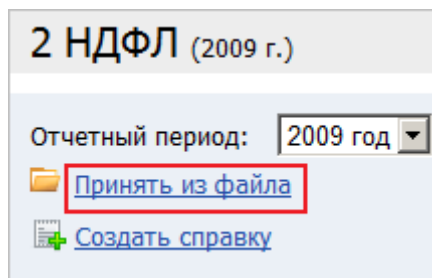 2 НДФЛ (2009 г.)
Отчетный период: 2009 год
Принять из файла
Создать справку